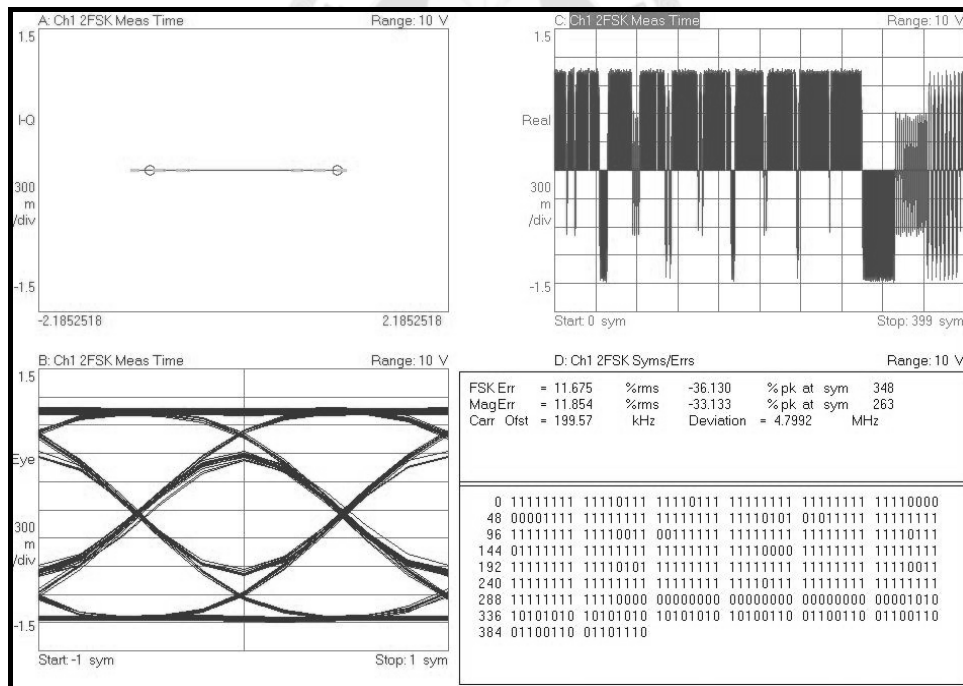 A: Ch1 2FSK Meas Time Range: 10 V
1.5
I-Q
300
m
/div
-1.5
-2.1852518 2.1852518
C: Ch1 2FSK Meas Time Range: 10 V
1.5
Real
300
m
/div
-1.5
Start: 0 sym Stop: 399 sym
B: Ch1 2FSK Meas Time Range: 10 V
1.5
Eye
300
m
/div
-1.5
Start: -1 sym Stop: 1 sym
D: Ch1 2FSK Syms/Errs Range: 10 V
FSK Err = 11.675 %rms -36.130 % pk at sym 348
MagErr = 11.854 %rms -33.133 % pk at sym 263
Carr Ofst = 199.57 kHz Deviation = 4.7992 MHz
0 11111111 11110111 11110111 11111111 11111111 11110000
48 00001111 11111111 11111111 11110101 01011111 11111111
96 11111111 11110011 00111111 11111111 11111111 11110111
144 01111111 11111111 11111111 11110000 11111111 11111111
192 11111111 11110101 11111111 11111111 11111111 11110011
240 11111111 11111111 11111111 11110111 11111111 11111111
288 11111111 11110000 00000000 00000000 00000000 00001010
336 10101010 10101010 10101010 10100110 01100110 01100110
384 01100110 01101110